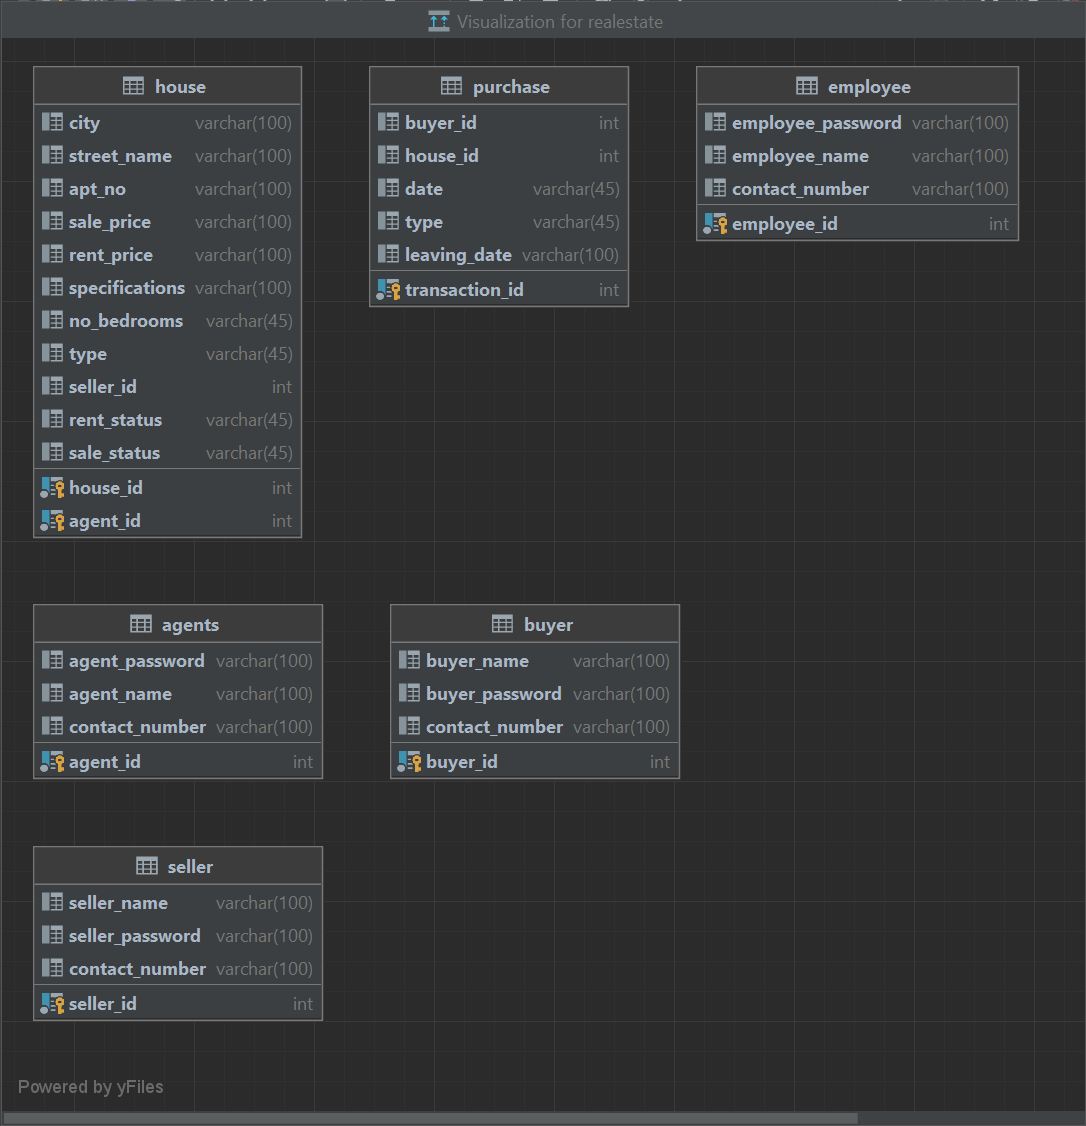 Visualization for realestate
house
city varchar(100)
street_name varchar(100)
apt_no varchar(100)
sale_price varchar(100)
rent_price varchar(100)
specifications varchar(100)
no_bedrooms varchar(45)
type varchar(45)
seller_id int
rent_status varchar(45)
sale_status varchar(45)
house_id int
agent_id int
purchase
buyer_id int
house_id int
date varchar(45)
type varchar(45)
leaving_date varchar(100)
transaction_id int
employee
employee_password varchar(100)
employee_name varchar(100)
contact_number varchar(100)
employee_id int
agents
agent_password varchar(100)
agent_name varchar(100)
contact_number varchar(100)
agent_id int
buyer
buyer_name varchar(100)
buyer_password varchar(100)
contact_number varchar(100)
buyer_id int
seller
seller_name varchar(100)
seller_password varchar(100)
contact_number varchar(100)
seller_id int
Powered by yFiles